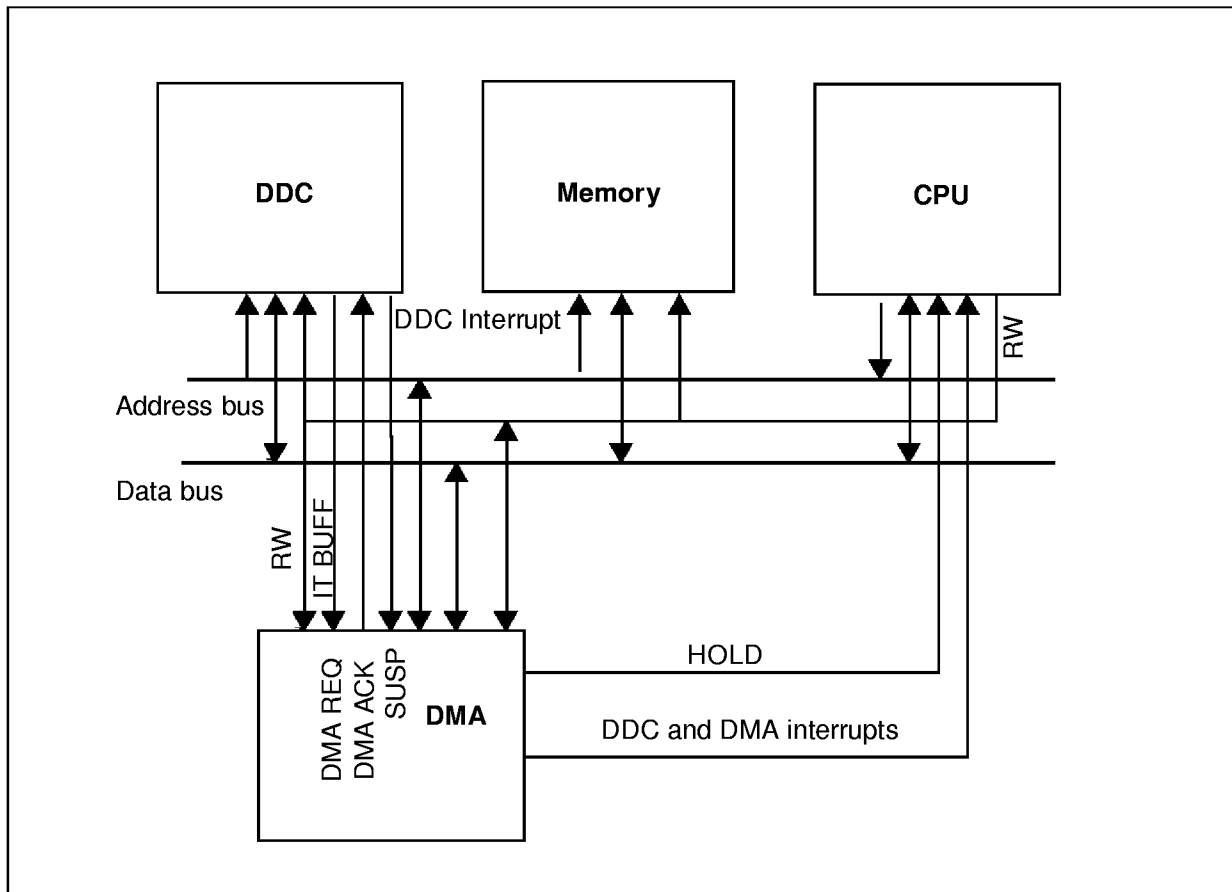 DDC
Memory
CPU
DDC Interrupt
RW
Address bus
Data bus
RW
IT BUFF
DMA REQ
DMA ACK
SUSP
DMA
HOLD
DDC and DMA interrupts